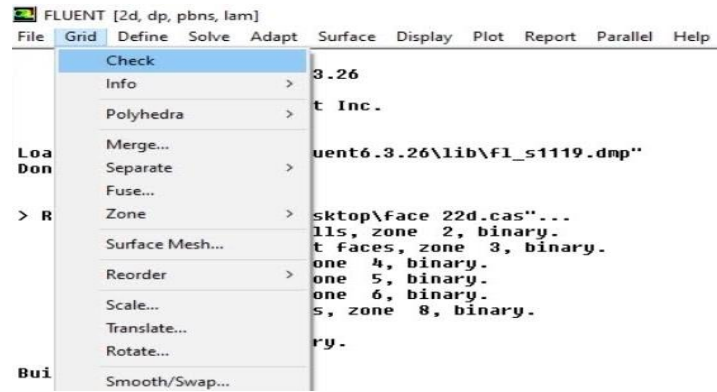 FLUENT [2d, dp, pbns, lam]
File Grid Define Solve Adapt Surface Display Plot Report Parallel Help
Check
3.26
Info >
t Inc.
Polyhedra >
Merge...
Loa uent6.3.26\lib\fl_s1119.dmp"
Don Separate >
Fuse...
> R Zone > sktop\face 22d.cas"...
lls, zone 2, binary.
Surface Mesh... t faces, zone 3, binary.
one 4, binary.
Reorder > one 5, binary.
one 6, binary.
Scale... s, zone 8, binary.
Translate...
Rotate... ry.
Bui Smooth/Swap...